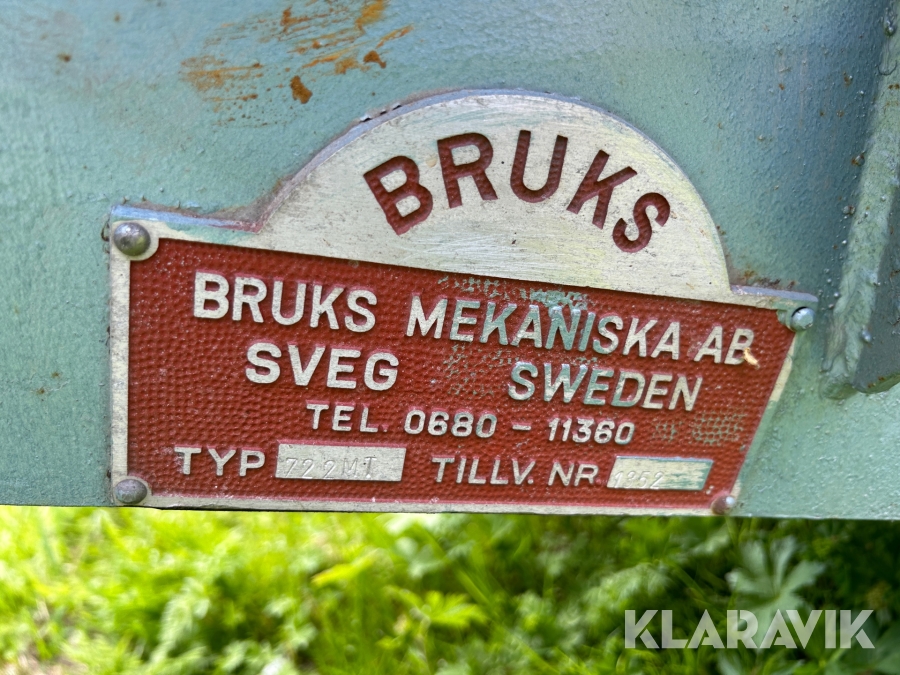 BRUKS
BRUKS MEKANISKA AB
SVEG SWEDEN
TEL. 0680 - 11360
TYP 722MT TILLV. NR
KLARAVIK